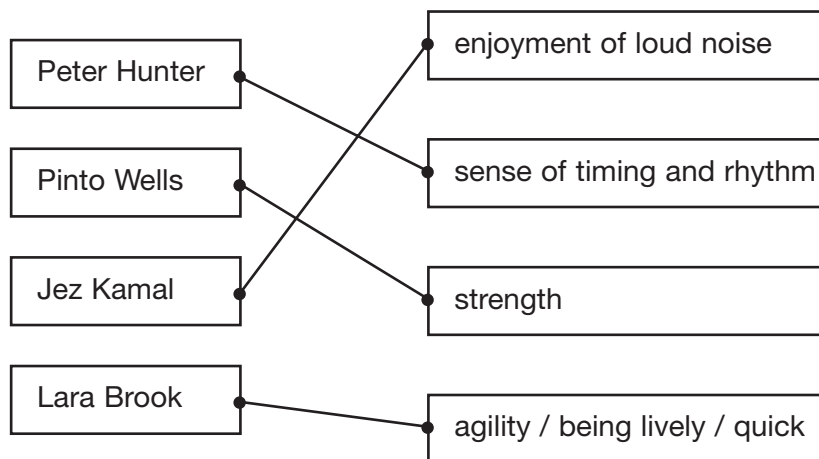 Peter Hunter
Pinto Wells
Jez Kamal
Lara Brook
enjoyment of loud noise
sense of timing and rhythm
strength
agility / being lively / quick